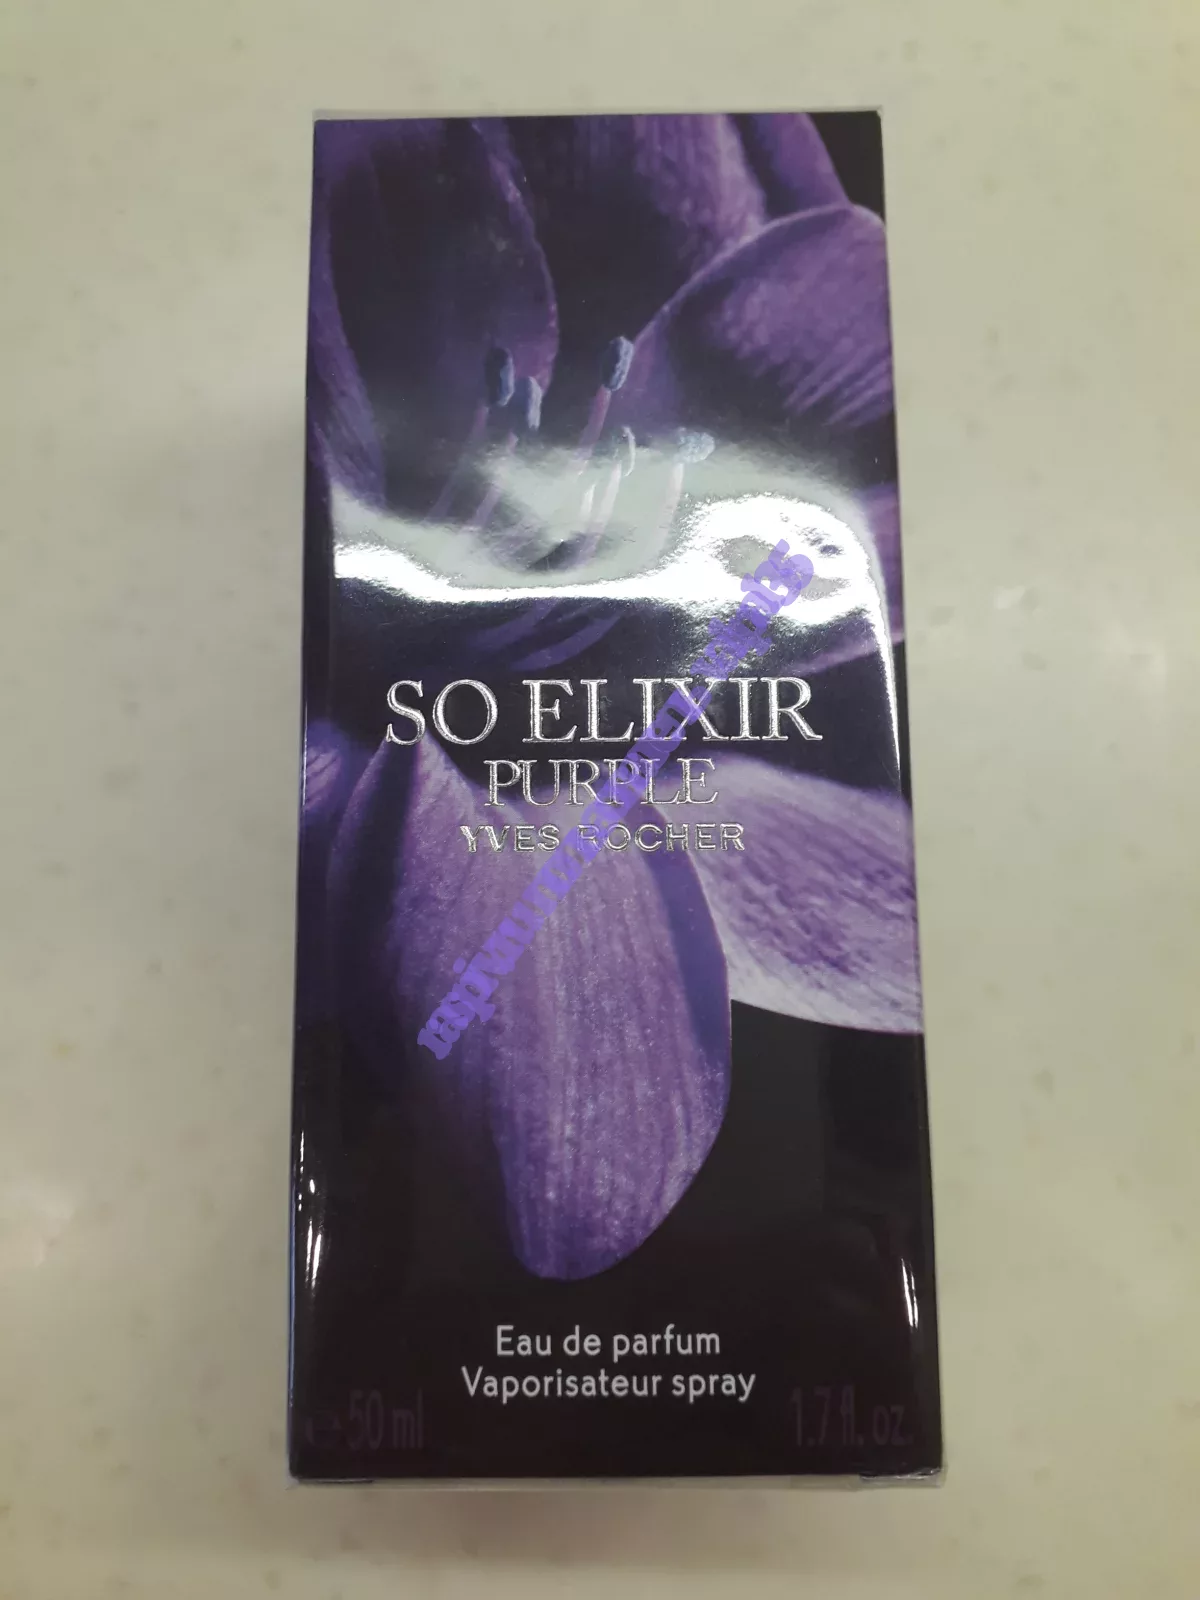 SO ELIXIR
PURPLE
YVES ROCHER
Eau de parfum
Vaporisateur spray
e 50 ml
1.7 fl. oz.